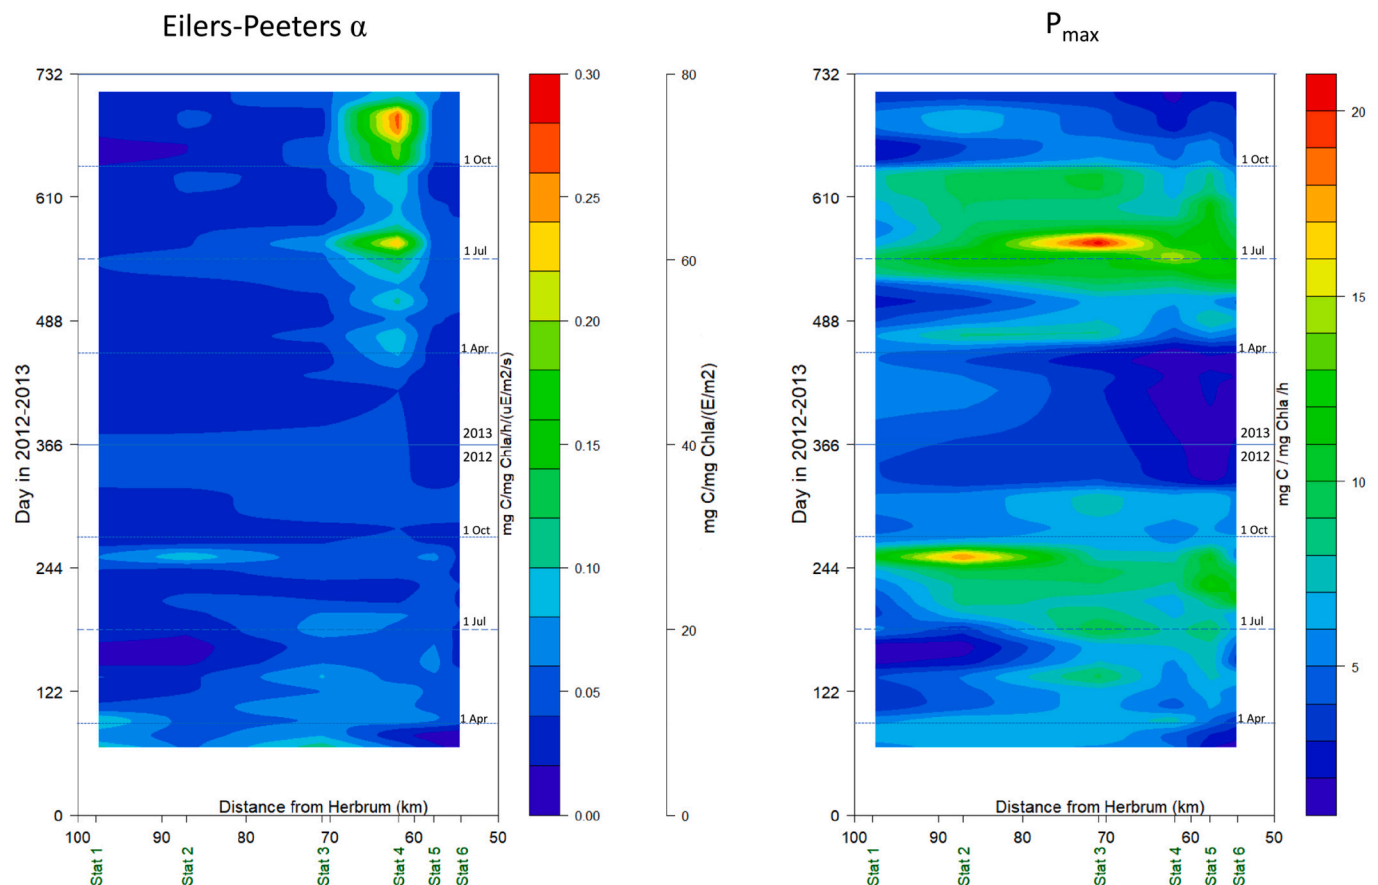 Eilers-Peeters α
732
610
488
366
244
122
0
Day in 2012-2013
1 Oct
1 Jul
1 Apr
2013
2012
1 Oct
1 Jul
1 Apr
Distance from Herbrum (km)
100
90
80
70
60
50
Stat 1
Stat 2
Stat 3
Stat 4
Stat 5
Stat 6
0.30
0.25
0.20
0.15
0.10
0.05
0.00
mg C/mg Chla/h/(uE/m2/s)
80
60
40
20
0
mg C/mg Chla/(E/m2)
Pmax
732
610
488
366
244
122
0
Day in 2012-2013
1 Oct
1 Jul
1 Apr
2013
2012
1 Oct
1 Jul
1 Apr
Distance from Herbrum (km)
100
90
80
70
60
50
Stat 1
Stat 2
Stat 3
Stat 4
Stat 5
Stat 6
20
15
10
5
mg C / mg Chla /h